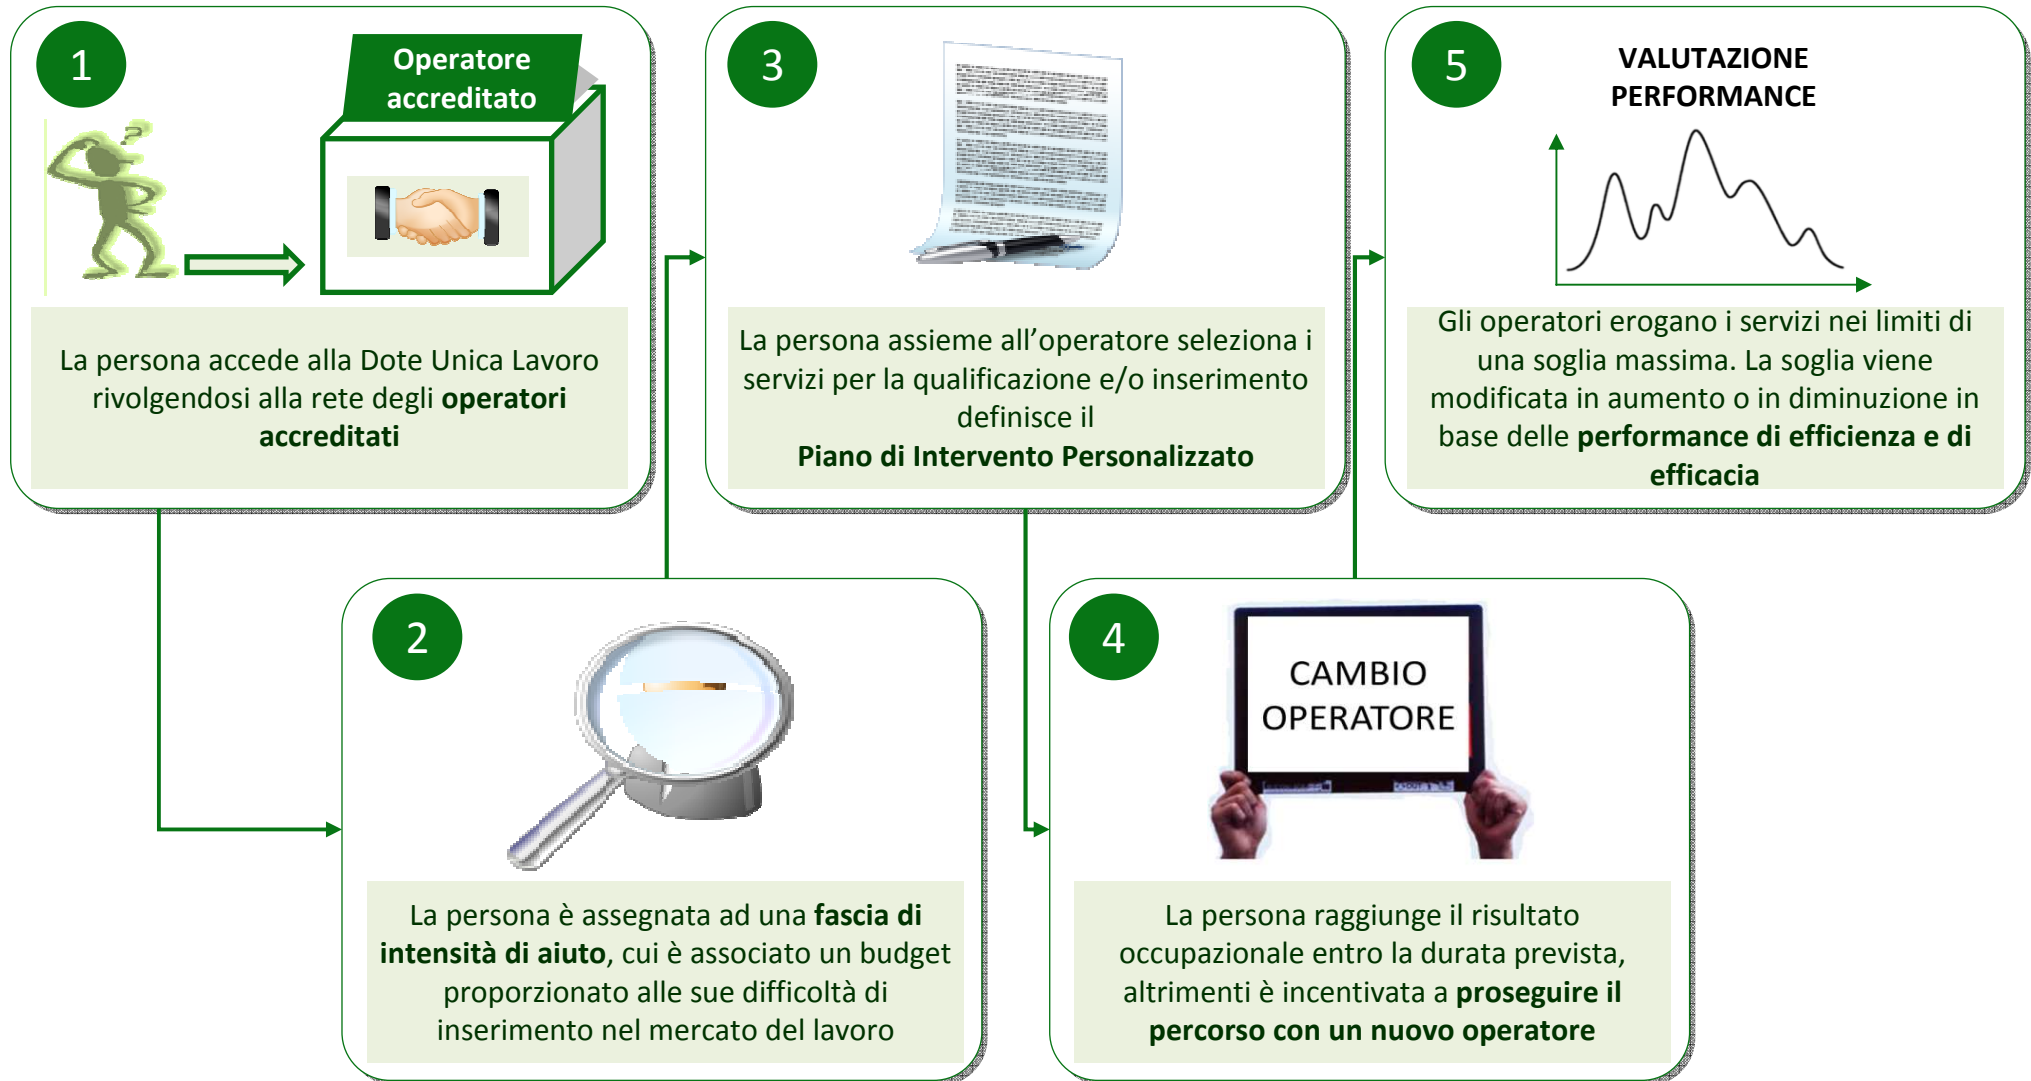 1
Operatore
accreditato
La persona accede alla Dote Unica Lavoro
rivolgendosi alla rete degli operatori
accreditati
2
La persona è assegnata ad una fascia di
intensità di aiuto, cui è associato un budget
proporzionato alle sue difficoltà di
inserimento nel mercato del lavoro
3
La persona assieme all’operatore seleziona i
servizi per la qualificazione e/o inserimento
definisce il
Piano di Intervento Personalizzato
4
CAMBIO
OPERATORE
La persona raggiunge il risultato
occupazionale entro la durata prevista,
altrimenti è incentivata a proseguire il
percorso con un nuovo operatore
5
VALUTAZIONE
PERFORMANCE
Gli operatori erogano i servizi nei limiti di
una soglia massima. La soglia viene
modificata in aumento o in diminuzione in
base delle performance di efficienza e di
efficacia